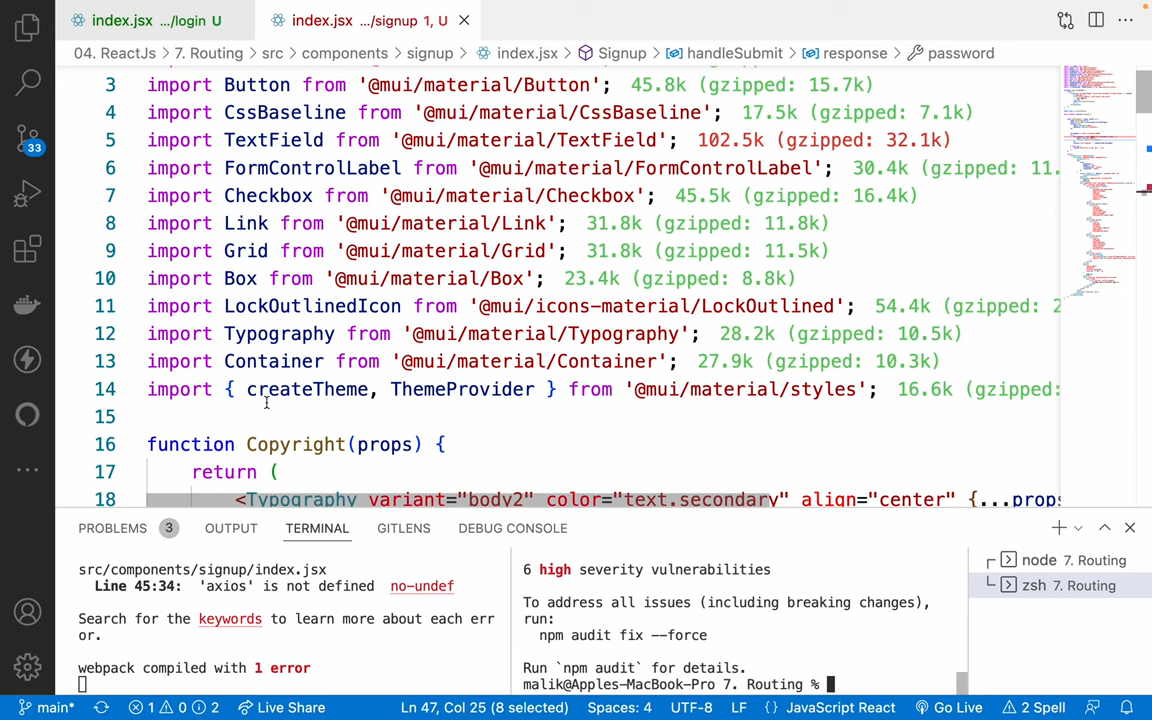 index.jsx .../login U
index.jsx .../signup 1, U
04. ReactJs > 7. Routing > src > components > signup > index.jsx > Signup > handleSubmit > response > password
3 import Button from '@mui/material/Button'; 45.8k (gzipped: 15.7k)
4 import CssBaseline from '@mui/material/CssBaseline'; 17.5k (gzipped: 7.1k)
5 import TextField from '@mui/material/TextField'; 102.5k (gzipped: 32.1k)
6 import FormControlLabel from '@mui/material/FormControlLabel'; 30.4k (gzipped: 11.
7 import Checkbox from '@mui/material/Checkbox'; 45.5k (gzipped: 16.4k)
8 import Link from '@mui/material/Link'; 31.8k (gzipped: 11.8k)
9 import Grid from '@mui/material/Grid'; 31.8k (gzipped: 11.5k)
10 import Box from '@mui/material/Box'; 23.4k (gzipped: 8.8k)
11 import LockOutlinedIcon from '@mui/icons-material/LockOutlined'; 54.4k (gzipped: 2
12 import Typography from '@mui/material/Typography'; 28.2k (gzipped: 10.5k)
13 import Container from '@mui/material/Container'; 27.9k (gzipped: 10.3k)
14 import { createTheme, ThemeProvider } from '@mui/material/styles'; 16.6k (gzipped:
15
16 function Copyright(props) {
17 return (
18 <Typography variant="body2" color="text.secondary" align="center" {...props
33
PROBLEMS 3 OUTPUT TERMINAL GITLENS DEBUG CONSOLE
src/components/signup/index.jsx
Line 45:34: 'axios' is not defined no-undef
Search for the keywords to learn more about each err
or.
webpack compiled with 1 error
6 high severity vulnerabilities
To address all issues (including breaking changes),
run:
npm audit fix --force
Run `npm audit` for details.
malik@Apples-MacBook-Pro 7. Routing %
node 7. Routing
zsh 7. Routing
main* 1 0 2 Live Share Ln 47, Col 25 (8 selected) Spaces: 4 UTF-8 LF {} JavaScript React Go Live 2 Spell